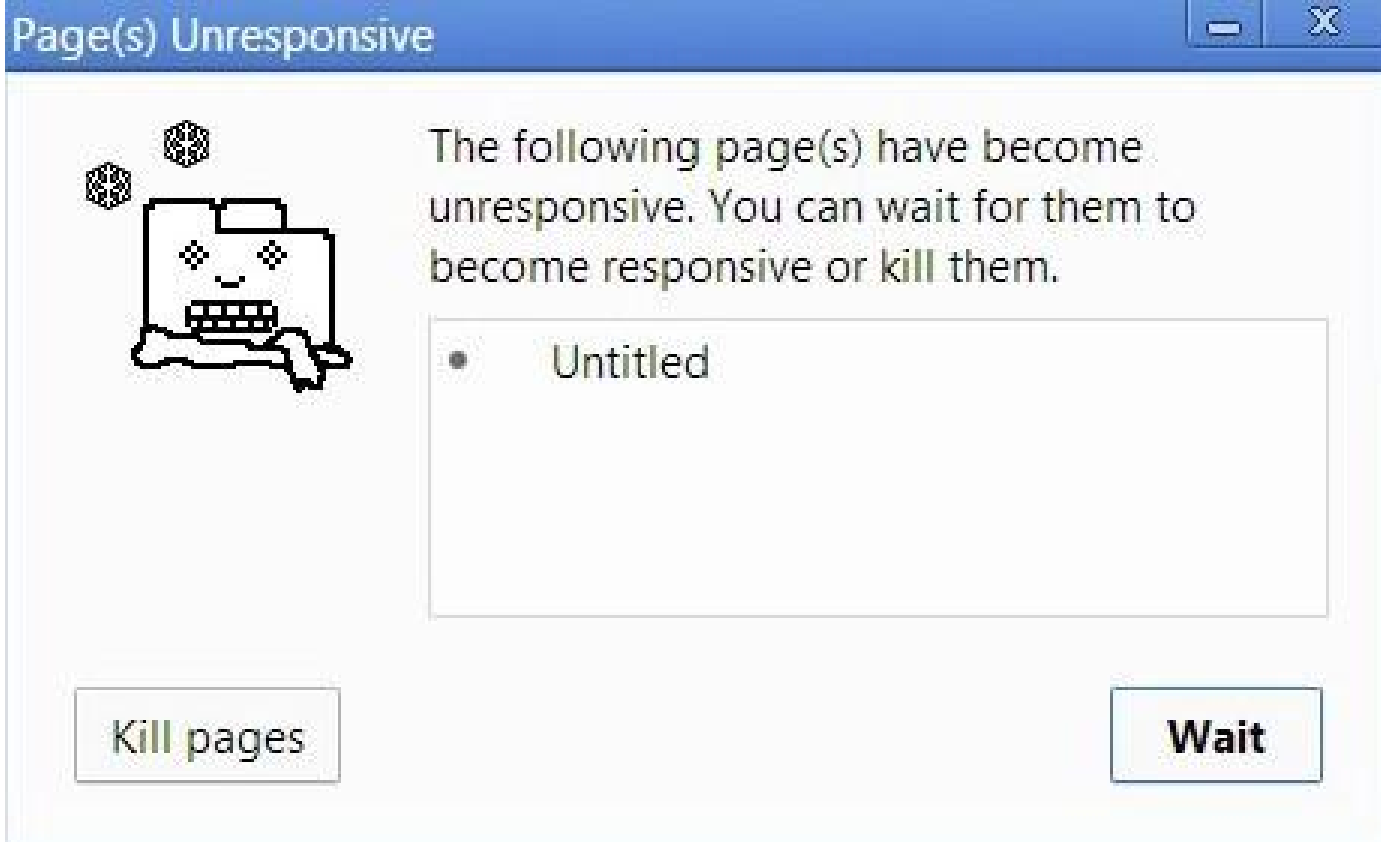 Page(s) Unresponsive
The following page(s) have become
unresponsive. You can wait for them to
become responsive or kill them.
• Untitled
Kill pages
Wait